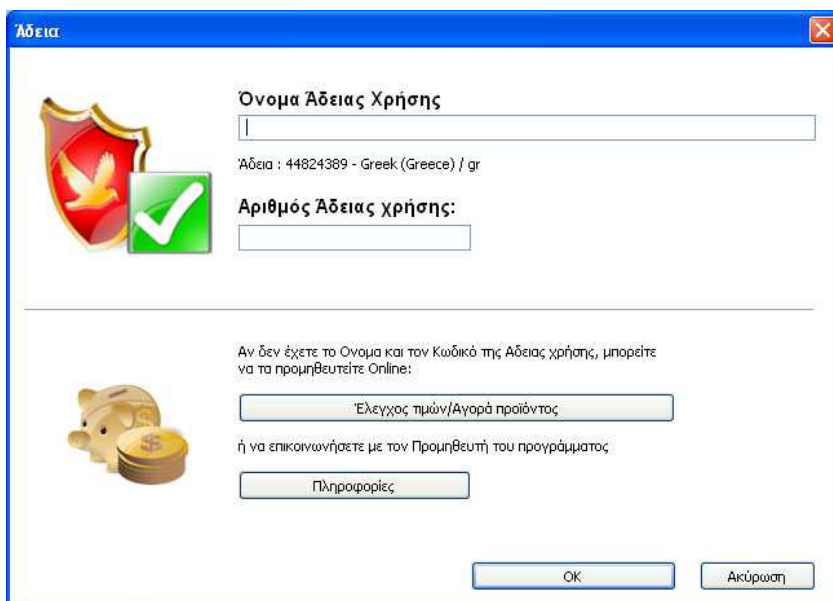 Άδεια
Όνομα Άδειας Χρήσης
Άδεια : 44824389 - Greek (Greece) / gr
Αριθμός Άδειας χρήσης:
Αν δεν έχετε το Ονομα και τον Κωδικό της Αδειας χρήσης, μπορείτε
να τα προμηθευτείτε Online:
Έλεγχος τιμών/Αγορά προϊόντος
ή να επικοινωνήσετε με τον Προμηθευτή του προγράμματος
Πληροφορίες
OK
Ακύρωση